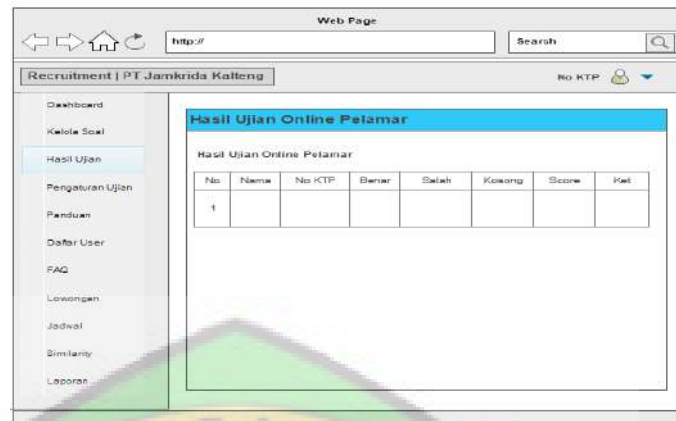 Web Page
http://
Search
Recruitment | PT Jamkrida Kalteng
No KTP
Dashboard
Kelola Soal
Hasil Ujian
Pengaturan Ujian
Panduan
Daftar User
FAQ
Lowongan
Jadwal
Similarity
Laporan
Hasil Ujian Online Pelamar
Hasil Ujian Online Pelamar
No Nama No KTP Benar Salah Kosong Score Ket
1